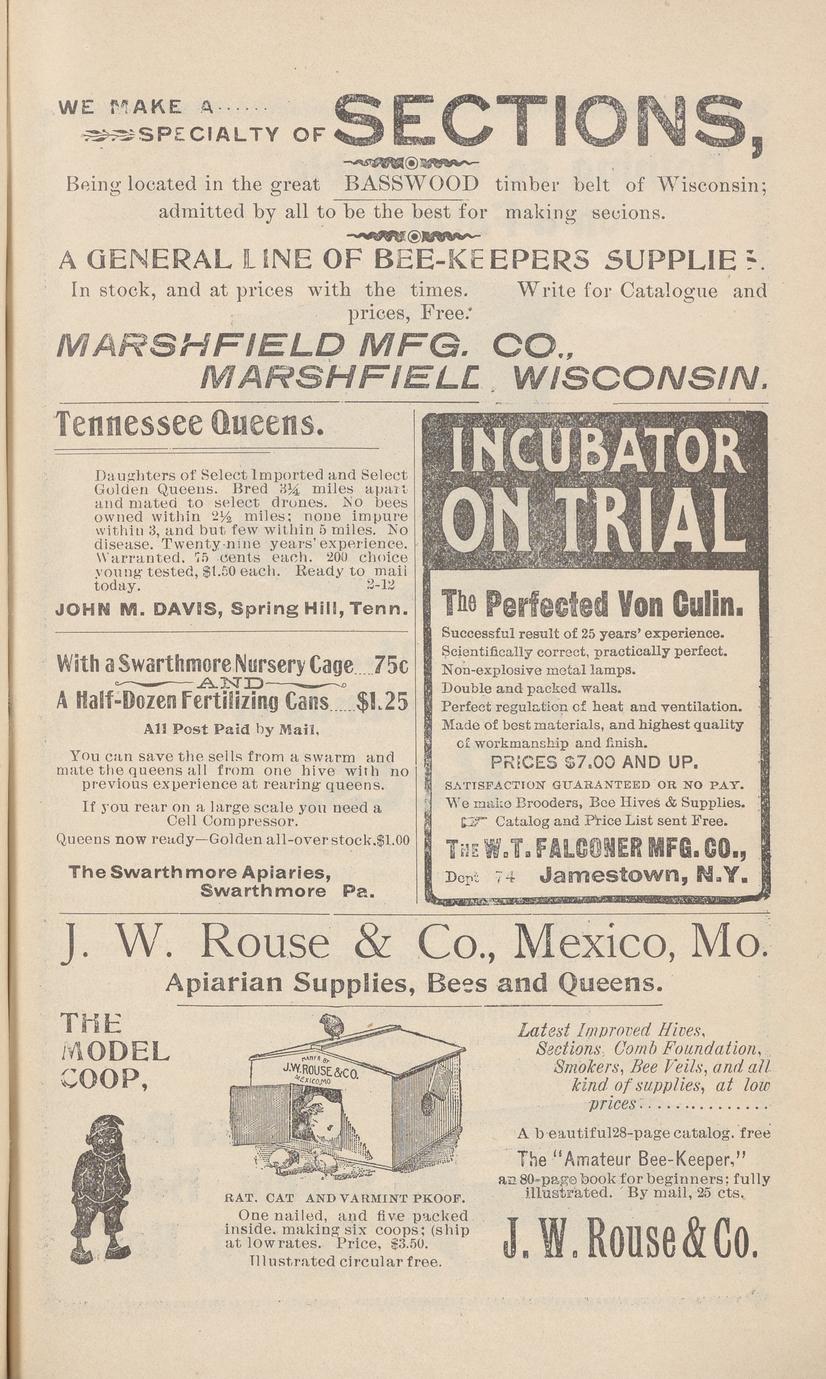 WE MAKE A......
SPECIALTY OF SECTIONS,
Being located in the great BASSWOOD timber belt of Wisconsin;
admitted by all to be the best for making secions.
A GENERAL LINE OF BEE-KEEPERS SUPPLIES.
In stock, and at prices with the times. Write for Catalogue and
prices, Free.
MARSHFIELD MFG. CO.,
MARSHFIELD WISCONSIN.
Tennessee Queens.
Daughters of Select Imported and Select
Golden Queens. Bred 3½ miles apart
and mated to select drones. No bees
owned within 2½ miles; none impure
within 3, and but few within 5 miles. No
disease. Twenty-nine years' experience.
Warranted. 75 cents each. 200 choice
young tested, $1.50 each. Ready to mail
today. 2-12
JOHN M. DAVIS, Spring Hill, Tenn.
With a Swarthmore Nursery Cage....75c
AND
A Half-Dozen Fertilizing Cans.....$1.25
All Post Paid by Mail,
You can save the sells from a swarm and
mate the queens all from one hive with no
previous experience at rearing queens.
If you rear on a large scale you need a
Cell Compressor.
Queens now ready—Golden all-over stock.$1.00
The Swarthmore Apiaries,
Swarthmore Pa.
INCUBATOR
ON TRIAL
The Perfected Von Culin.
Successful result of 25 years' experience.
Scientifically correct, practically perfect.
Non-explosive metal lamps.
Double and packed walls.
Perfect regulation of heat and ventilation.
Made of best materials, and highest quality
of workmanship and finish.
PRICES $7.00 AND UP.
SATISFACTION GUARANTEED OR NO PAY.
We make Brooders, Bee Hives & Supplies.
☞ Catalog and Price List sent Free.
THE W. T. FALCONER MFG. CO.,
Dept 74 Jamestown, N.Y.
J. W. Rouse & Co., Mexico, Mo.
Apiarian Supplies, Bees and Queens.
THE
MODEL
COOP,
MANF'R BY
J.W.ROUSE & CO.
MEXICO, MO
RAT. CAT AND VARMINT PKOOF.
One nailed, and five packed
inside. making six coops; (ship
at low rates. Price, $3.50.
Illustrated circular free.
Latest Improved Hives,
Sections, Comb Foundation,
Smokers, Bee Veils, and all
kind of supplies, at low
prices...............
A beautiful 28-page catalog. free
The "Amateur Bee-Keeper,"
an 80-page book for beginners; fully
illustrated. By mail, 25 cts.
J. W. Rouse & Co.